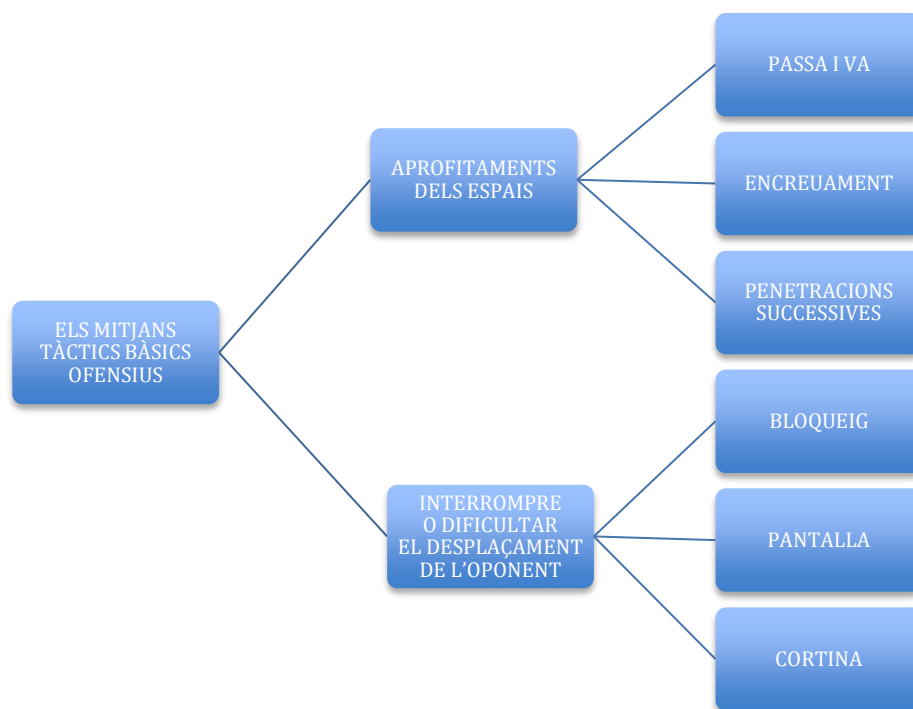 ELS MITJANS
TÀCTICS BÀSICS
OFENSIUS
APROFITAMENTS
DELS ESPAIS
PASSA I VA
ENCREUAMENT
PENETRACIONS
SUCCESSIVES
INTERROMPRE
O DIFICULTAR
EL DESPLAÇAMENT
DE L’OPONENT
BLOQUEIG
PANTALLA
CORTINA